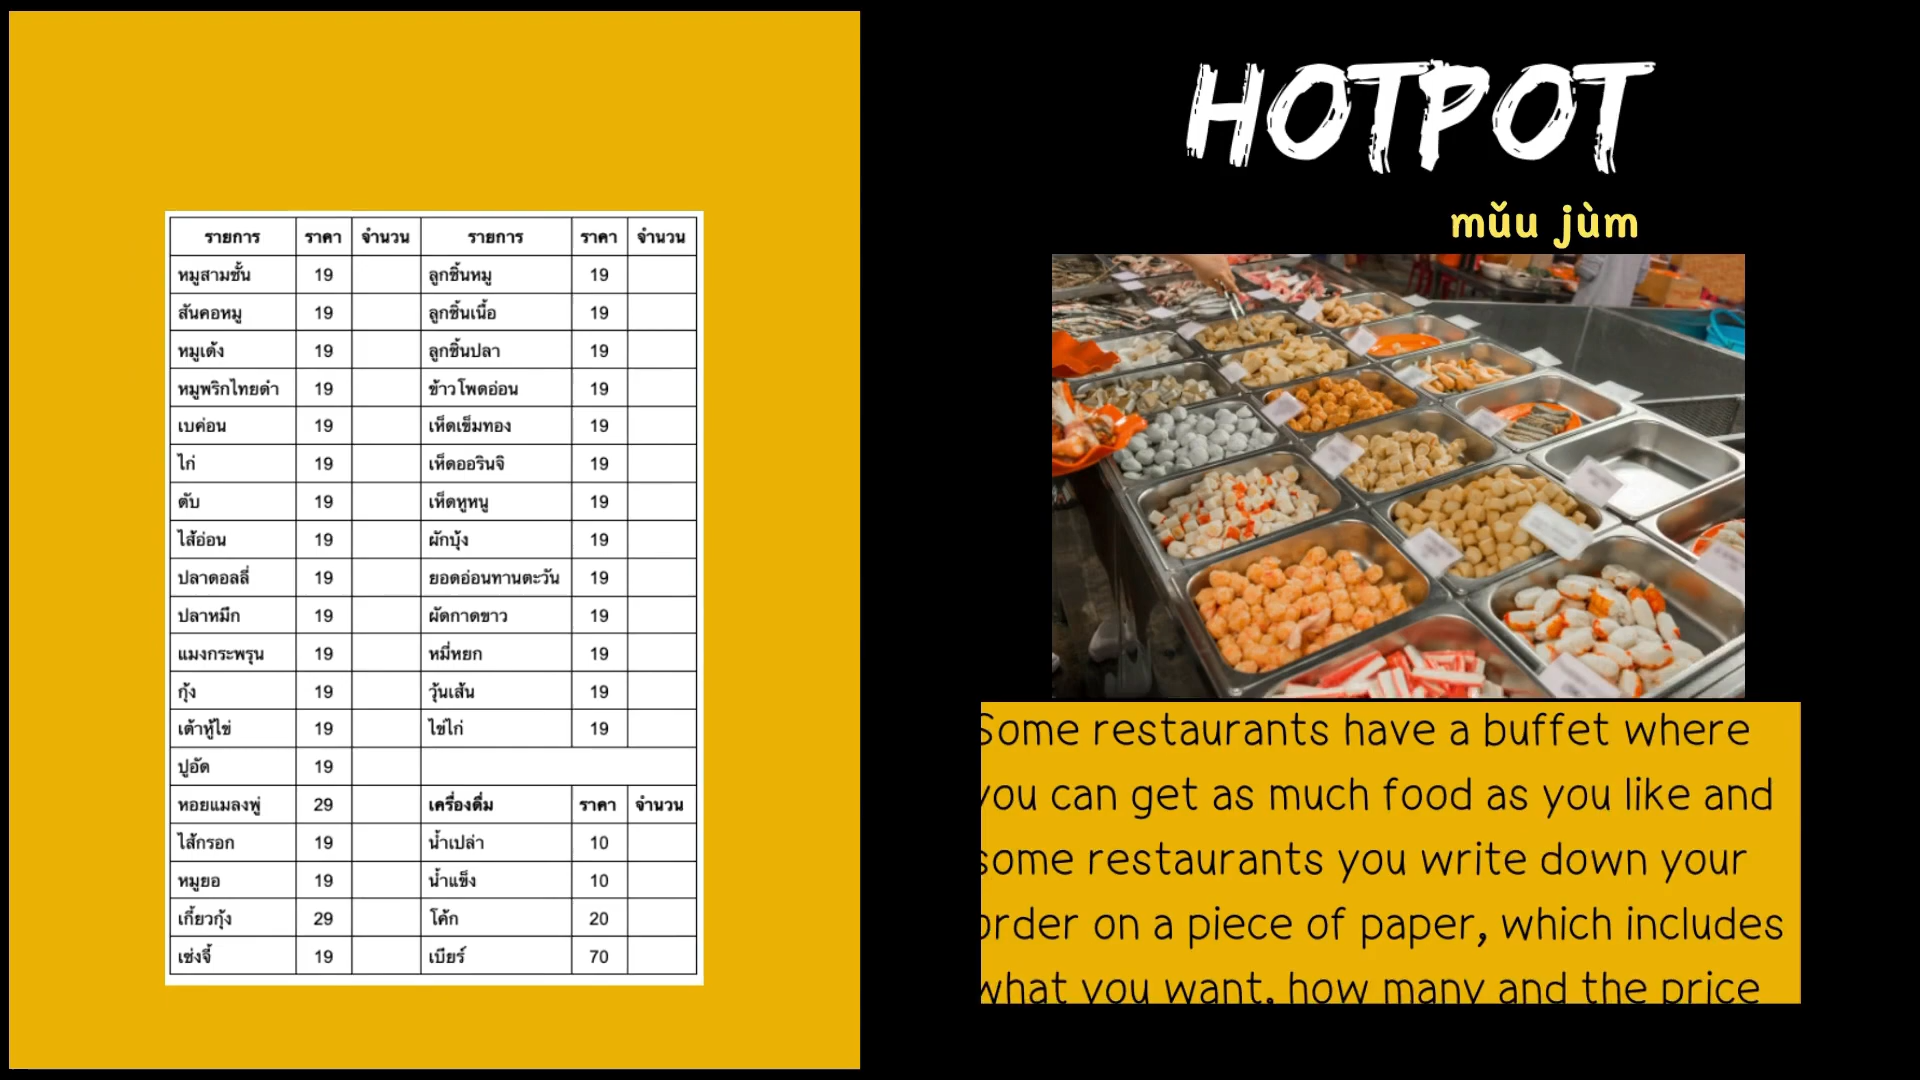 รายการ ราคา จำนวน รายการ ราคา จำนวน
หมูสามชั้น 19 ลูกชิ้นหมู 19
สันคอหมู 19 ลูกชิ้นเนื้อ 19
หมูเด้ง 19 ลูกชิ้นปลา 19
หมูพริกไทยดำ 19 ข้าวโพดอ่อน 19
เบค่อน 19 เห็ดเข็มทอง 19
ไก่ 19 เห็ดออรินจิ 19
ตับ 19 เห็ดหูหนู 19
ไส้อ่อน 19 ผักบุ้ง 19
ปลาดอลลี่ 19 ยอดอ่อนทานตะวัน 19
ปลาหมึก 19 ผัดกาดขาว 19
แมงกระพรุน 19 หมี่หยก 19
กุ้ง 19 วุ้นเส้น 19
เต้าหู้ไข่ 19 ไข่ไก่ 19
ปูอัด 19
หอยแมลงพู่ 29 เครื่องดื่ม ราคา จำนวน
ไส้กรอก 19 น้ำเปล่า 10
หมูยอ 19 น้ำแข็ง 10
เกี๊ยวกุ้ง 29 โค้ก 20
เซ่งจี้ 19 เบียร์ 70
HOTPOT
mŭu jùm
Some restaurants have a buffet where
you can get as much food as you like and
some restaurants you write down your
order on a piece of paper, which includes
what you want, how many and the price